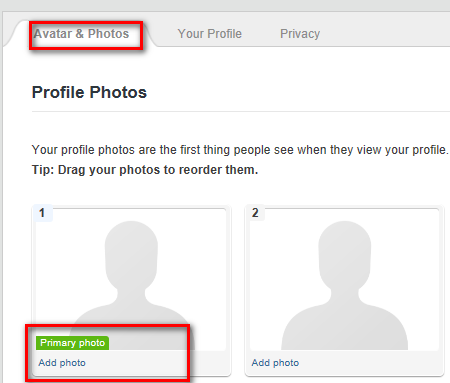 Avatar & Photos
Your Profile
Privacy
Profile Photos
Your profile photos are the first thing people see when they view your profile.
Tip: Drag your photos to reorder them.
1
2
Primary photo
Add photo
Add photo